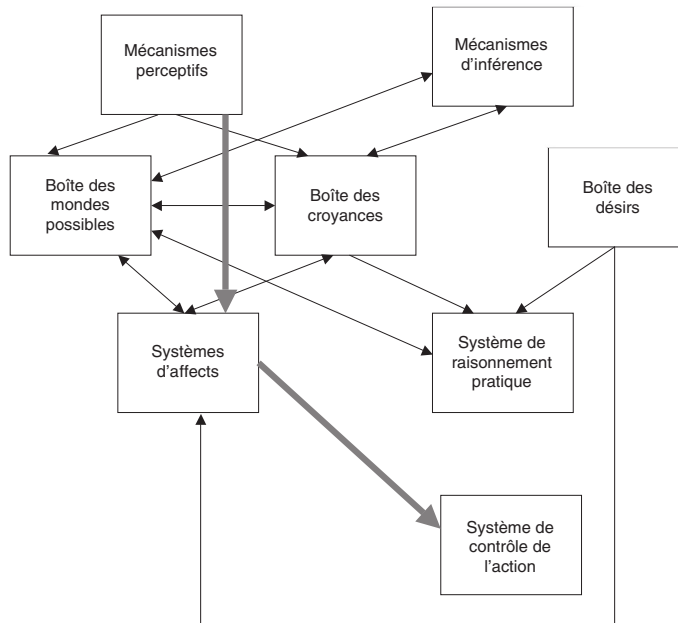 Mécanismes
perceptifs
Mécanismes
d'inférence
Boîte des
mondes
possibles
Boîte des
croyances
Boîte des
désirs
Systèmes
d'affects
Système de
raisonnement
pratique
Système de
contrôle de
l'action